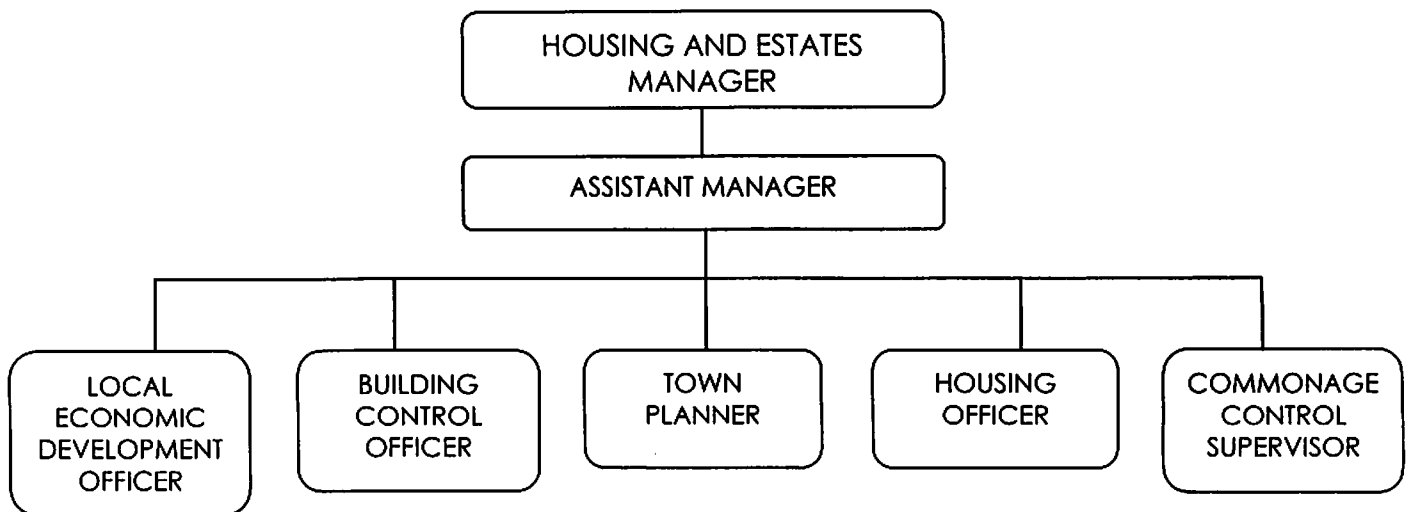 HOUSING AND ESTATES
MANAGER
ASSISTANT MANAGER
LOCAL
ECONOMIC
DEVELOPMENT
OFFICER
BUILDING
CONTROL
OFFICER
TOWN
PLANNER
HOUSING
OFFICER
COMMONAGE
CONTROL
SUPERVISOR